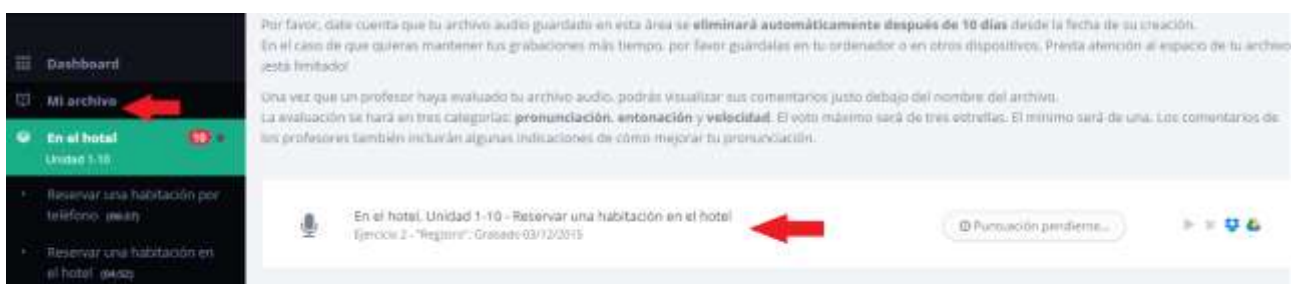 Por favor, date cuenta que tu archivo audio guardado en esta área se eliminará automáticamente después de 10 días desde la fecha de su creación.
En el caso de que quieras mantener tus grabaciones más tiempo, por favor guárdalas en tu ordenador o en otros dispositivos. Presta atención al espacio de tu archivo
¡está limitado!
Una vez que un profesor haya evaluado tu archivo audio, podrás visualizar sus comentarios justo debajo del nombre del archivo.
La evaluación se hará en tres categorías: pronunciación, entonación y velocidad. El voto máximo será de tres estrellas. El mínimo será de una. Los comentarios de
los profesores también incluirán algunas indicaciones de cómo mejorar tu pronunciación.
Dashboard
Mi archivo
En el hotel 10
Unidad 1-10
Reservar una habitación por
teléfono
Reservar una habitación en
el hotel
En el hotel, Unidad 1-10 - Reservar una habitación en el hotel
Ejercicio 2 - "Registro", Grabado 03/12/2015
Puntuación pendiente...